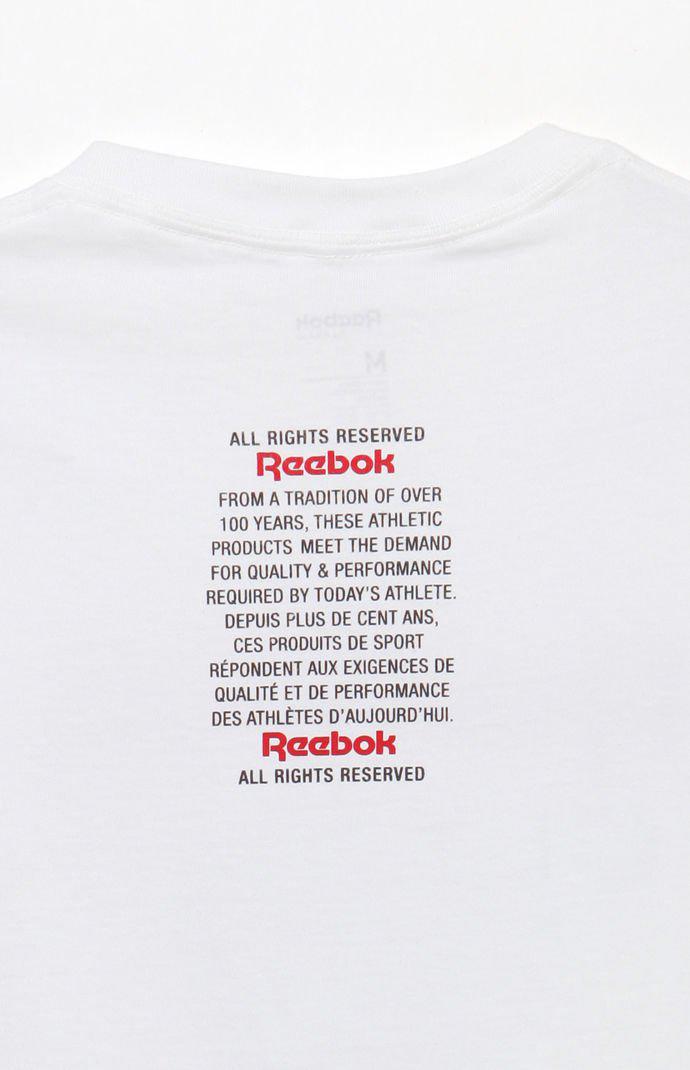 Reebok
M
ALL RIGHTS RESERVED
Reebok
FROM A TRADITION OF OVER
100 YEARS, THESE ATHLETIC
PRODUCTS MEET THE DEMAND
FOR QUALITY & PERFORMANCE
REQUIRED BY TODAY'S ATHLETE.
DEPUIS PLUS DE CENT ANS,
CES PRODUITS DE SPORT
RÉPONDENT AUX EXIGENCES DE
QUALITÉ ET DE PERFORMANCE
DES ATHLÈTES D'AUJOURD'HUI.
Reebok
ALL RIGHTS RESERVED